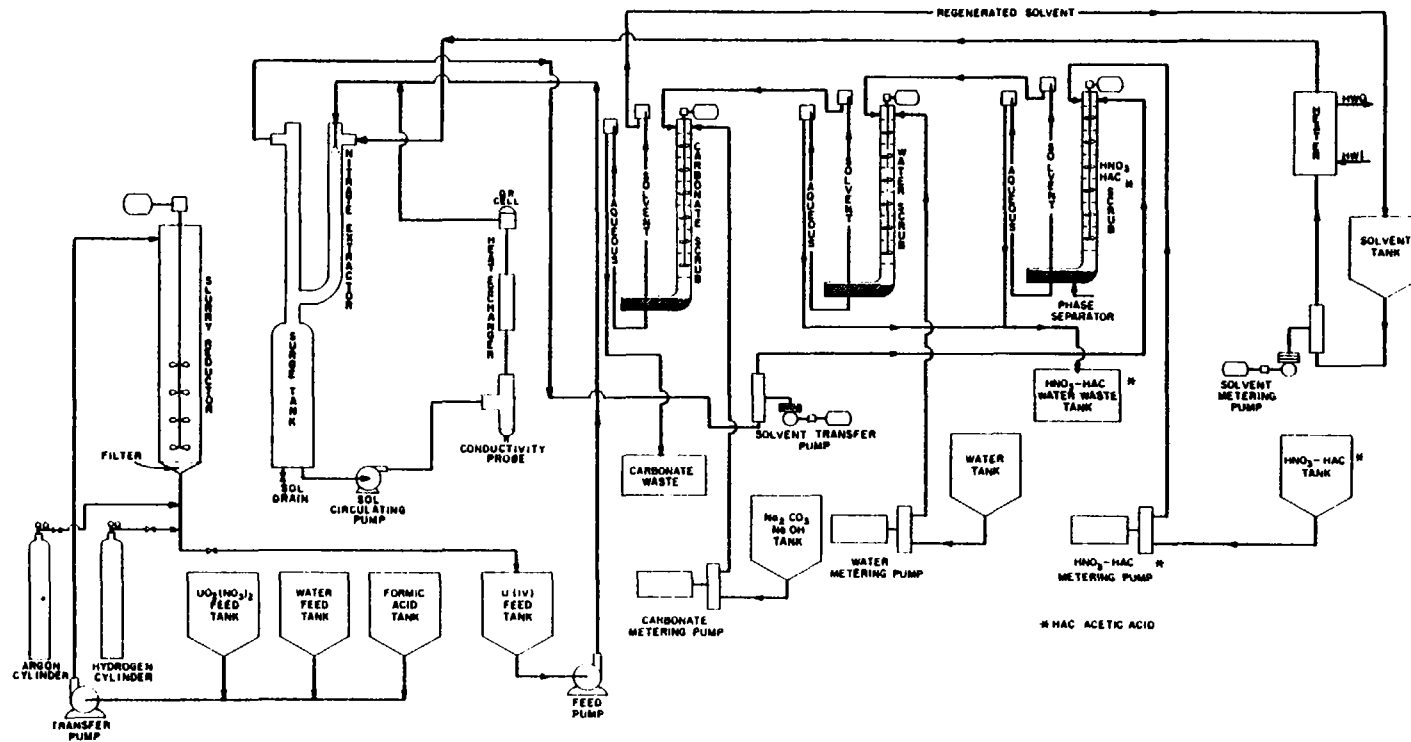 REGENERATED SOLVENT
HWO
HWI
HEATER
SOLVENT
TANK
SOLVENT
METERING
PUMP
NITRATE EXTRACTOR
SURGE TANK
SLURRY REDUCTOR
FILTER
SOL
DRAIN
SOL
CIRCULATING
PUMP
HEAT EXCHANGER
CONDUCTIVITY
PROBE
AQUEOUS
SOLVENT
CARBONATE SCRUB
AQUEOUS
SOLVENT
WATER SCRUB
AQUEOUS
SOLVENT
HNO3
HAC *
SCRUB
PHASE
SEPARATOR
SOLVENT TRANSFER
PUMP
HNO3-HAC *
WATER WASTE
TANK
CARBONATE
WASTE
Na2 CO3
NaOH
TANK
WATER
TANK
HNO3-HAC *
TANK
CARBONATE
METERING PUMP
WATER
METERING PUMP
HNO3-HAC *
METERING PUMP
* HAC ACETIC ACID
ARGON
CYLINDER
HYDROGEN
CYLINDER
UO2(NO3)2
FEED
TANK
WATER
FEED
TANK
FORMIC
ACID
TANK
U (IV)
FEED
TANK
TRANSFER
PUMP
FEED
PUMP